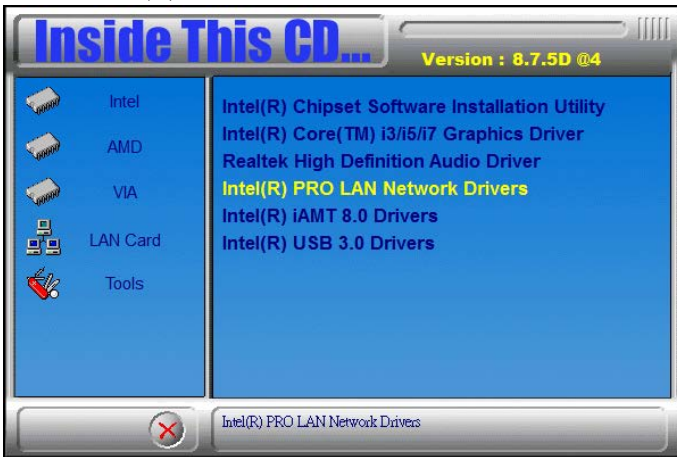 Inside This CD...
Version : 8.7.5D @4
Intel
AMD
VIA
LAN Card
Tools
Intel(R) Chipset Software Installation Utility
Intel(R) Core(TM) i3/i5/i7 Graphics Driver
Realtek High Definition Audio Driver
Intel(R) PRO LAN Network Drivers
Intel(R) iAMT 8.0 Drivers
Intel(R) USB 3.0 Drivers
Intel(R) PRO LAN Network Drivers